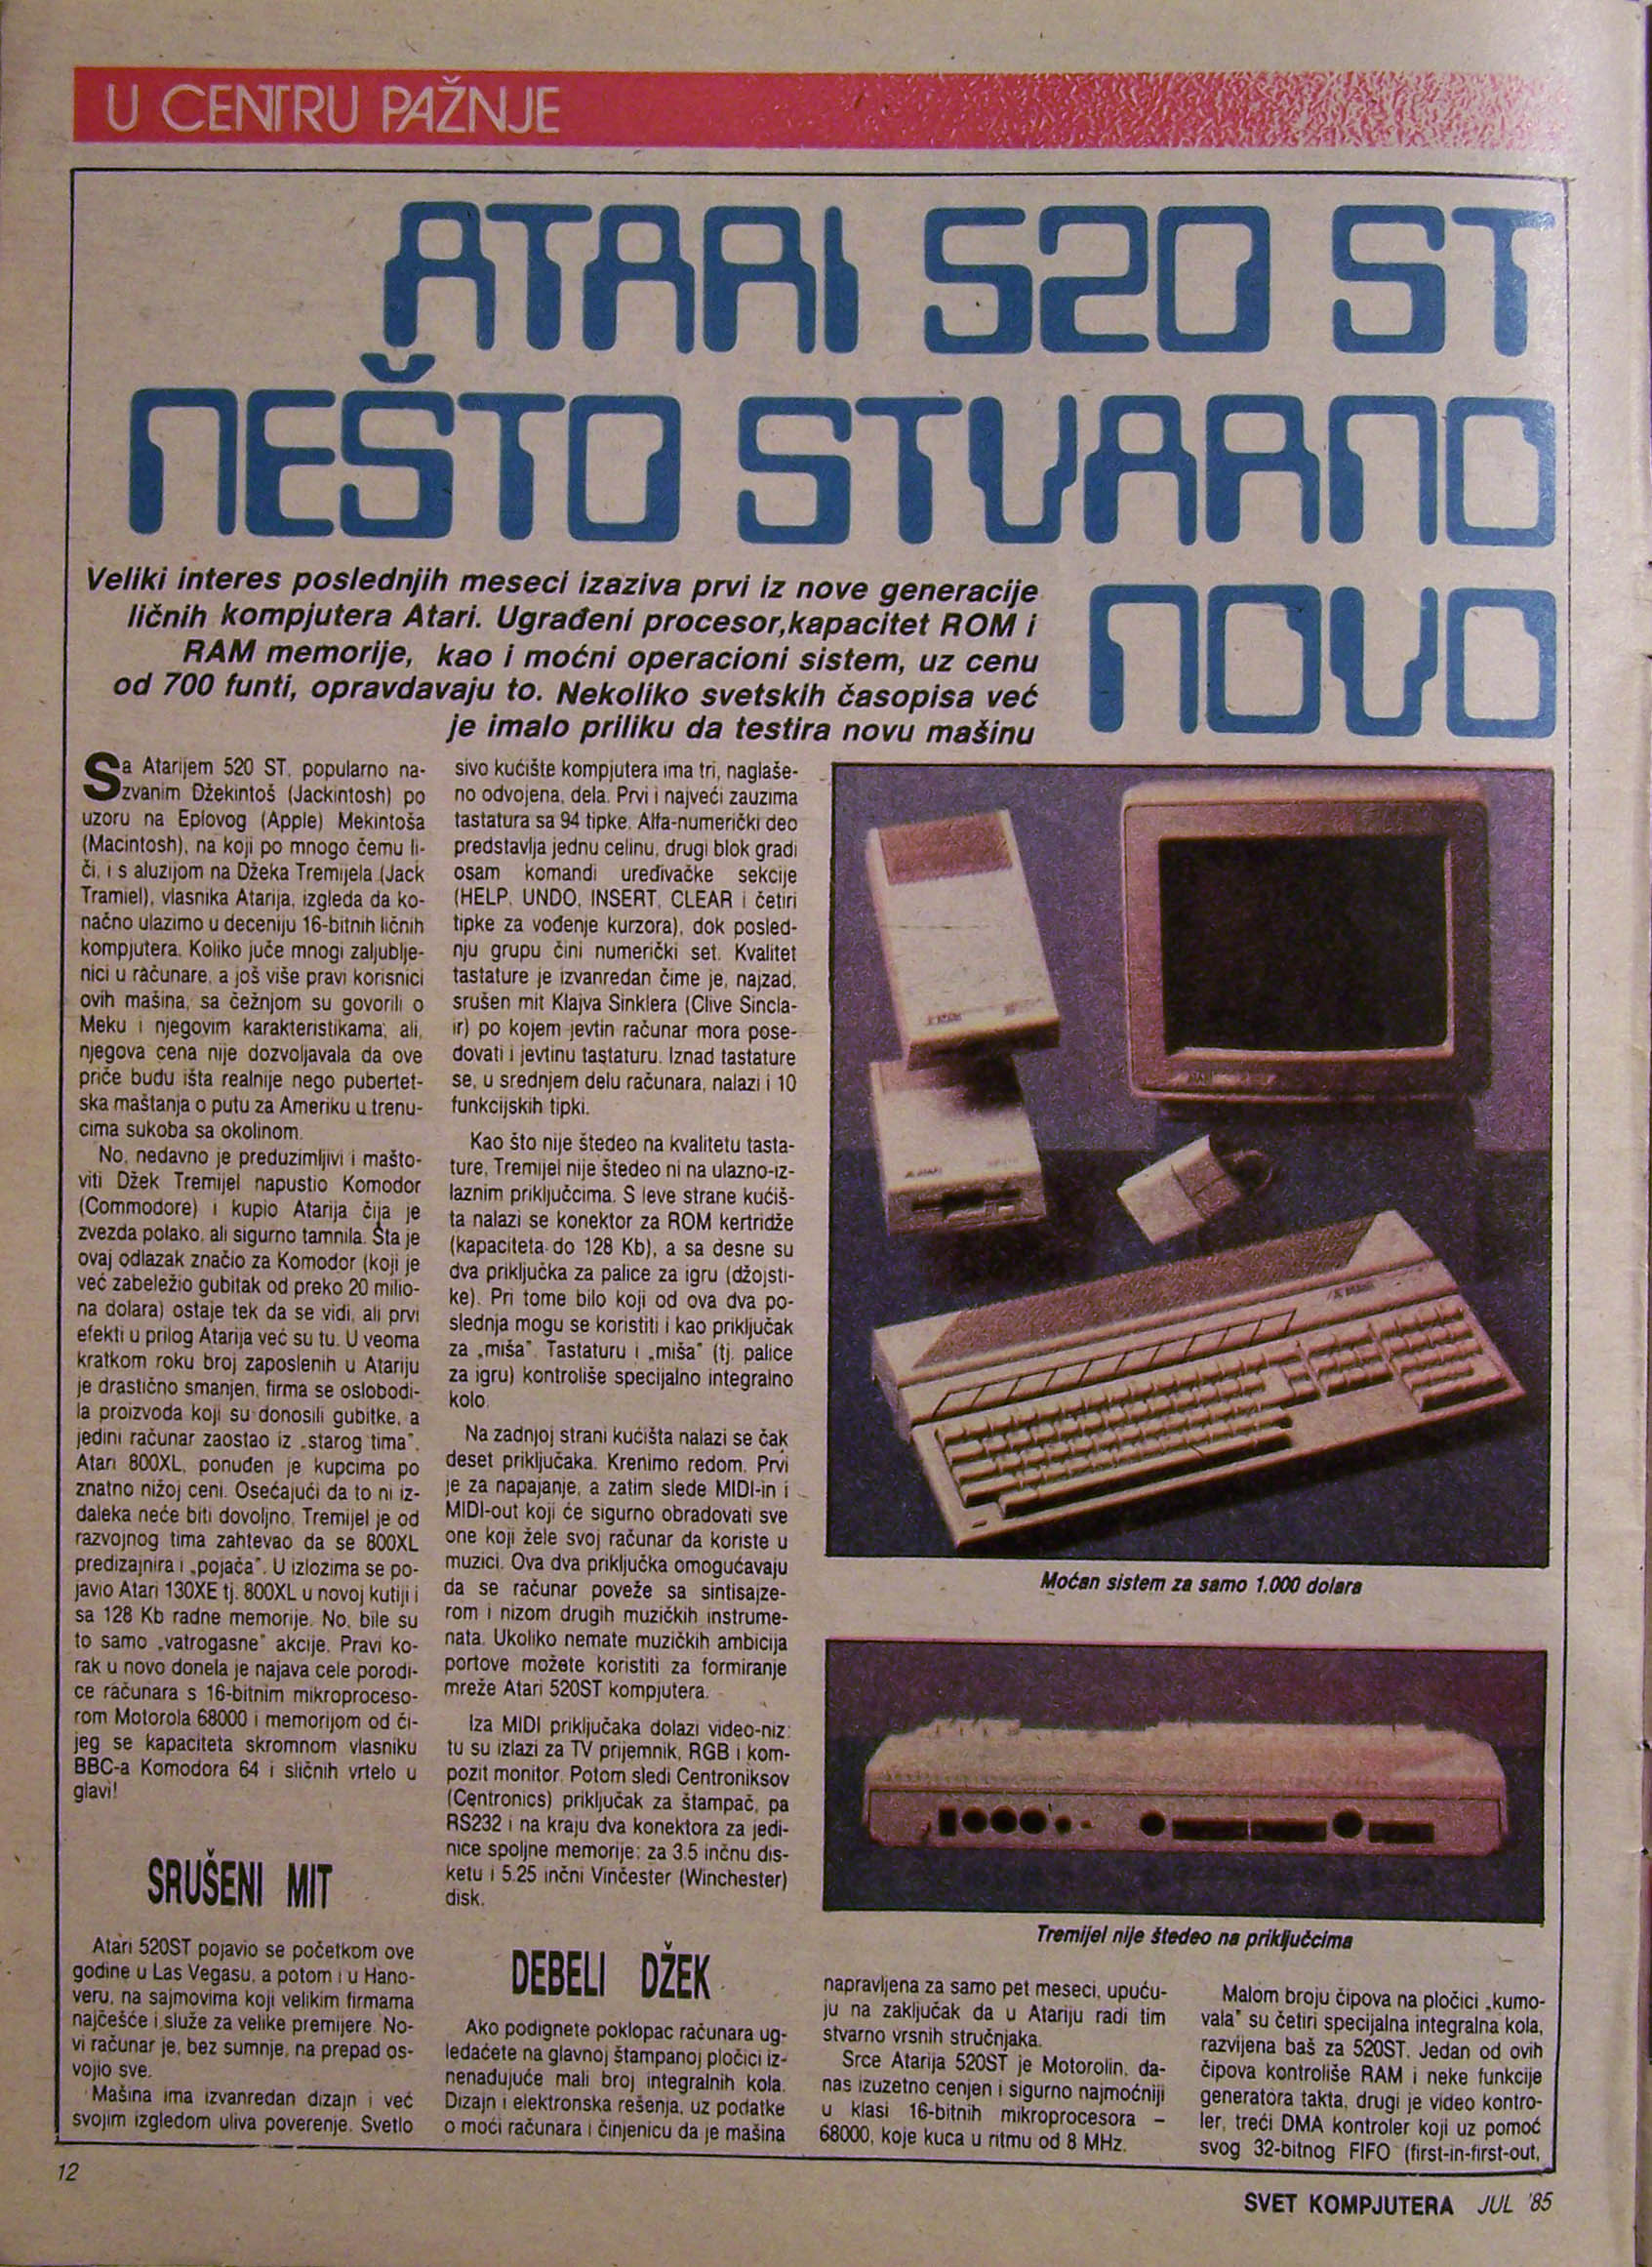 U CENTRU PAŽNJE
ATARI 520 ST
NEŠTO STVARNO
NOVO
Veliki interes poslednjih meseci izaziva prvi iz nove generacije
ličnih kompjutera Atari. Ugrađeni procesor,kapacitet ROM i
RAM memorije, kao i moćni operacioni sistem, uz cenu
od 700 funti, opravdavaju to. Nekoliko svetskih časopisa već
je imalo priliku da testira novu mašinu
Sa Atarijem 520 ST, popularno na-
zvanim Džekintoš (Jackintosh) po
uzoru na Eplovog (Apple) Mekintoša
(Macintosh), na koji po mnogo čemu li-
či, i s aluzijom na Džeka Tremijela (Jack
Tramiel), vlasnika Atarija, izgleda da ko-
načno ulazimo u deceniju 16-bitnih ličnih
kompjutera. Koliko juče mnogi zaljublje-
nici u računare, a još više pravi korisnici
ovih mašina, sa čežnjom su govorili o
Meku i njegovim karakteristikama; ali,
njegova cena nije dozvoljavala da ove
priče budu išta realnije nego pubertet-
ska maštanja o putu za Ameriku u trenu-
cima sukoba sa okolinom.
No, nedavno je preduzimljivi i mašto-
viti Džek Tremijel napustio Komodor
(Commodore) i kupio Atarija čija je
zvezda polako, ali sigurno tamnila. Šta je
ovaj odlazak značio za Komodor (koji je
već zabeležio gubitak od preko 20 milio-
na dolara) ostaje tek da se vidi, ali prvi
efekti u prilog Atarija već su tu. U veoma
kratkom roku broj zaposlenih u Atariju
je drastično smanjen, firma se oslobodi-
la proizvoda koji su donosili gubitke, a
jedini računar zaostao iz „starog tima”,
Atari 800XL, ponuđen je kupcima po
znatno nižoj ceni. Osećajući da to ni iz-
daleka neće biti dovoljno, Tremijel je od
razvojnog tima zahtevao da se 800XL
predizajnira i „pojača”. U izlozima se po-
javio Atari 130XE tj. 800XL u novoj kutiji i
sa 128 Kb radne memorije. No, bile su
to samo „vatrogasne” akcije. Pravi ko-
rak u novo donela je najava cele porodi-
ce računara s 16-bitnim mikroproceso-
rom Motorola 68000 i memorijom od či-
jeg se kapaciteta skromnom vlasniku
BBC-a Komodora 64 i sličnih vrtelo u
glavi!
SRUŠENI MIT
Atari 520ST pojavio se početkom ove
godine u Las Vegasu, a potom i u Hano-
veru, na sajmovima koji velikim firmama
najčešće i služe za velike premijere. No-
vi računar je, bez sumnje, na prepad os-
vojio sve.
Mašina ima izvanredan dizajn i već
svojim izgledom uliva poverenje. Svetlo
sivo kućište kompjutera ima tri, naglaše-
no odvojena, dela. Prvi i najveći zauzima
tastatura sa 94 tipke. Alfa-numerički deo
predstavlja jednu celinu, drugi blok gradi
osam komandi uređivačke sekcije
(HELP, UNDO, INSERT, CLEAR i četiri
tipke za vođenje kurzora), dok posled-
nju grupu čini numerički set. Kvalitet
tastature je izvanredan čime je, najzad,
srušen mit Klajva Sinklera (Clive Sincla-
ir) po kojem jevtin računar mora pose-
dovati i jevtinu tastaturu. Iznad tastature
se, u srednjem delu računara, nalazi i 10
funkcijskih tipki.
Kao što nije štedeo na kvalitetu tasta-
ture, Tremijel nije štedeo ni na ulazno-iz-
laznim priključcima. S leve strane kućiš-
ta nalazi se konektor za ROM kertridže
(kapaciteta do 128 Kb), a sa desne su
dva priključka za palice za igru (džojsti-
ke). Pri tome bilo koji od ova dva po-
slednja mogu se koristiti i kao priključak
za „miša”. Tastaturu i „miša” (tj. palice
za igru) kontroliše specijalno integralno
kolo.
Na zadnjoj strani kućišta nalazi se čak
deset priključaka. Krenimo redom. Prvi
je za napajanje, a zatim slede MIDI-in i
MIDI-out koji će sigurno obradovati sve
one koji žele svoj računar da koriste u
muzici. Ova dva priključka omogućavaju
da se računar poveže sa sintisajze-
rom i nizom drugih muzičkih instrume-
nata. Ukoliko nemate muzičkih ambicija
portove možete koristiti za formiranje
mreže Atari 520ST kompjutera.
Iza MIDI priključaka dolazi video-niz:
tu su izlazi za TV prijemnik, RGB i kom-
pozit monitor. Potom sledi Centroniksov
(Centronics) priključak za štampač, pa
RS232 i na kraju dva konektora za jedi-
nice spoljne memorije: za 3.5 inčnu dis-
ketu i 5.25 inčni Vinčester (Winchester)
disk.
DEBELI DŽEK
Ako podignete poklopac računara ug-
ledaćete na glavnoj štampanoj pločici iz-
nenađujuće mali broj integralnih kola.
Dizajn i elektronska rešenja, uz podatke
o moći računara i činjenicu da je mašina
Moćan sistem za samo 1.000 dolara
Tremijel nije štedeo na priključcima
napravljena za samo pet meseci, upuću-
ju na zaključak da u Atariju radi tim
stvarno vrsnih stručnjaka.
Srce Atarija 520ST je Motorolin, da-
nas izuzetno cenjen i sigurno najmoćniji
u klasi 16-bitnih mikroprocesora –
68000, koje kuca u ritmu od 8 MHz.
Malom broju čipova na pločici „kumo-
vala” su četiri specijalna integralna kola,
razvijena baš za 520ST. Jedan od ovih
čipova kontroliše RAM i neke funkcije
generatora takta, drugi je video kontro-
ler, treći DMA kontroler koji uz pomoć
svog 32-bitnog FIFO (first-in-first-out,
12
SVET KOMPJUTERA JUL '85